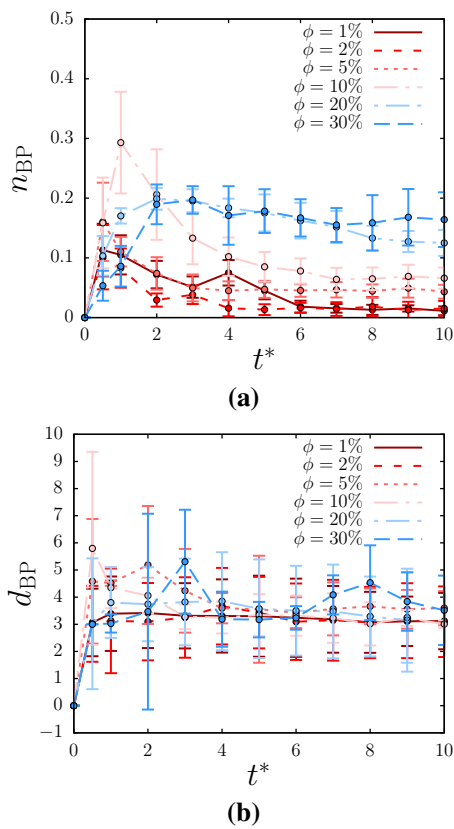 0.5
0.4
0.3
0.2
0.1
0
n_BP
ϕ = 1%
ϕ = 2%
ϕ = 5%
ϕ = 10%
ϕ = 20%
ϕ = 30%
0 2 4 6 8 10
t*
(a)
10
9
8
7
6
5
4
3
2
1
0
−1
d_BP
ϕ = 1%
ϕ = 2%
ϕ = 5%
ϕ = 10%
ϕ = 20%
ϕ = 30%
0 2 4 6 8 10
t*
(b)